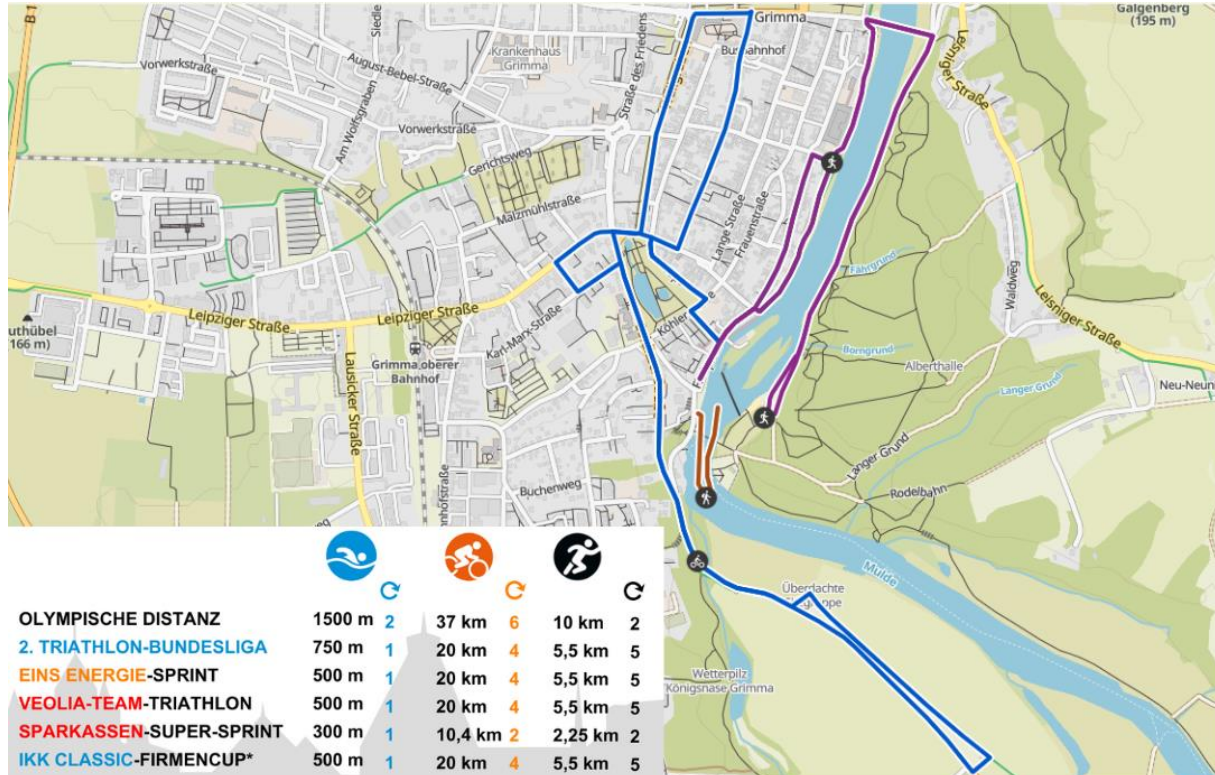 Galgenberg
(195 m)
Grimma
B 1
Siedle
Krankenhaus
Grimma
Straße des Friedens
Busbahnhof
Leisniger Straße
Vorwerkstraße
August-Bebel-Straße
Am Wolfsgraben
Vorwerkstraße
Gerichtsweg
Malzmühlstraße
Lange Straße
Frauenstraße
Fährgrund
Waldweg
Leisniger Straße
Leipziger Straße
Leipziger Straße
(166 m)
Karl-Marx-Straße
Köhler
Borngrund
Alberthalle
Neu-Neun
Grimma oberer
Bahnhof
Lausicker Straße
Langer Grund
Langer Grund
Rodelbahn
Buchenweg
Mulde
Überdachte
Wetterpilz
Königsnase Grimma
OLYMPISCHE DISTANZ 1500 m 2 37 km 6 10 km 2
2. TRIATHLON-BUNDESLIGA 750 m 1 20 km 4 5,5 km 5
EINS ENERGIE-SPRINT 500 m 1 20 km 4 5,5 km 5
VEOLIA-TEAM-TRIATHLON 500 m 1 20 km 4 5,5 km 5
SPARKASSEN-SUPER-SPRINT 300 m 1 10,4 km 2 2,25 km 2
IKK CLASSIC-FIRMENCUP* 500 m 1 20 km 4 5,5 km 5